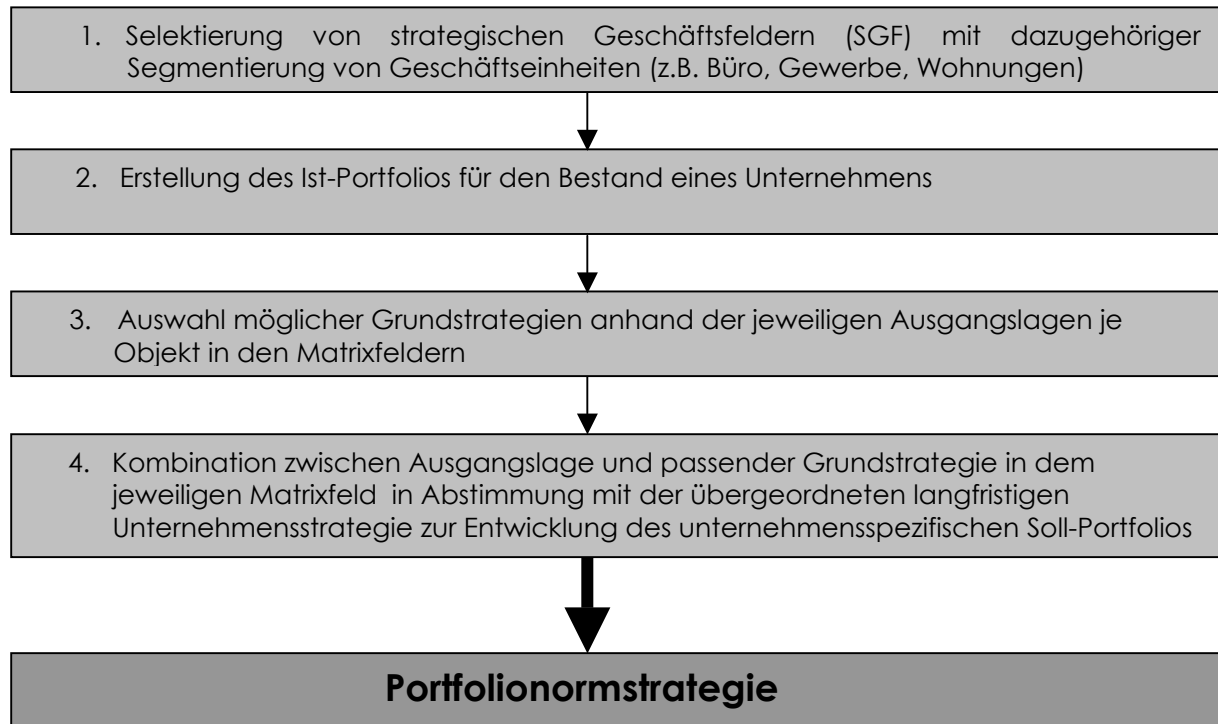 1. Selektierung von strategischen Geschäftsfeldern (SGF) mit dazugehöriger
Segmentierung von Geschäftseinheiten (z.B. Büro, Gewerbe, Wohnungen)
2. Erstellung des Ist-Portfolios für den Bestand eines Unternehmens
3. Auswahl möglicher Grundstrategien anhand der jeweiligen Ausgangslagen je
Objekt in den Matrixfeldern
4. Kombination zwischen Ausgangslage und passender Grundstrategie in dem
jeweiligen Matrixfeld in Abstimmung mit der übergeordneten langfristigen
Unternehmensstrategie zur Entwicklung des unternehmensspezifischen Soll-Portfolios
Portfolionormstrategie